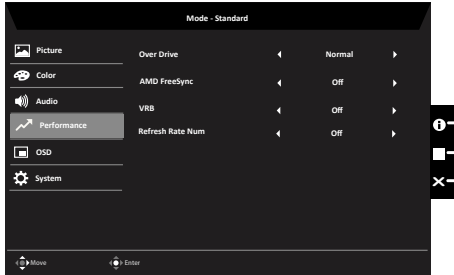 Mode - Standard
Picture
Color
Audio
Performance
OSD
System
Over Drive Normal
AMD FreeSync Off
VRB Off
Refresh Rate Num Off
Move Enter